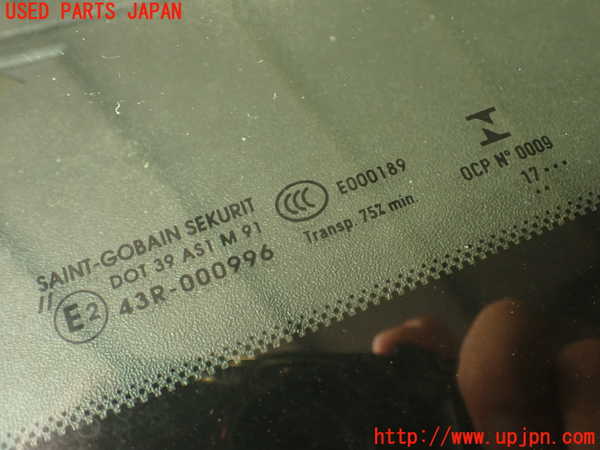 USED PARTS JAPAN
SAINT-GOBAIN SEKURIT
DOT 39 AS1 M 91
// E2 43R-000996
CCC E000189
Transp. 75% min.
OCP N° 0009
17...
..
http://www.upjpn.com/